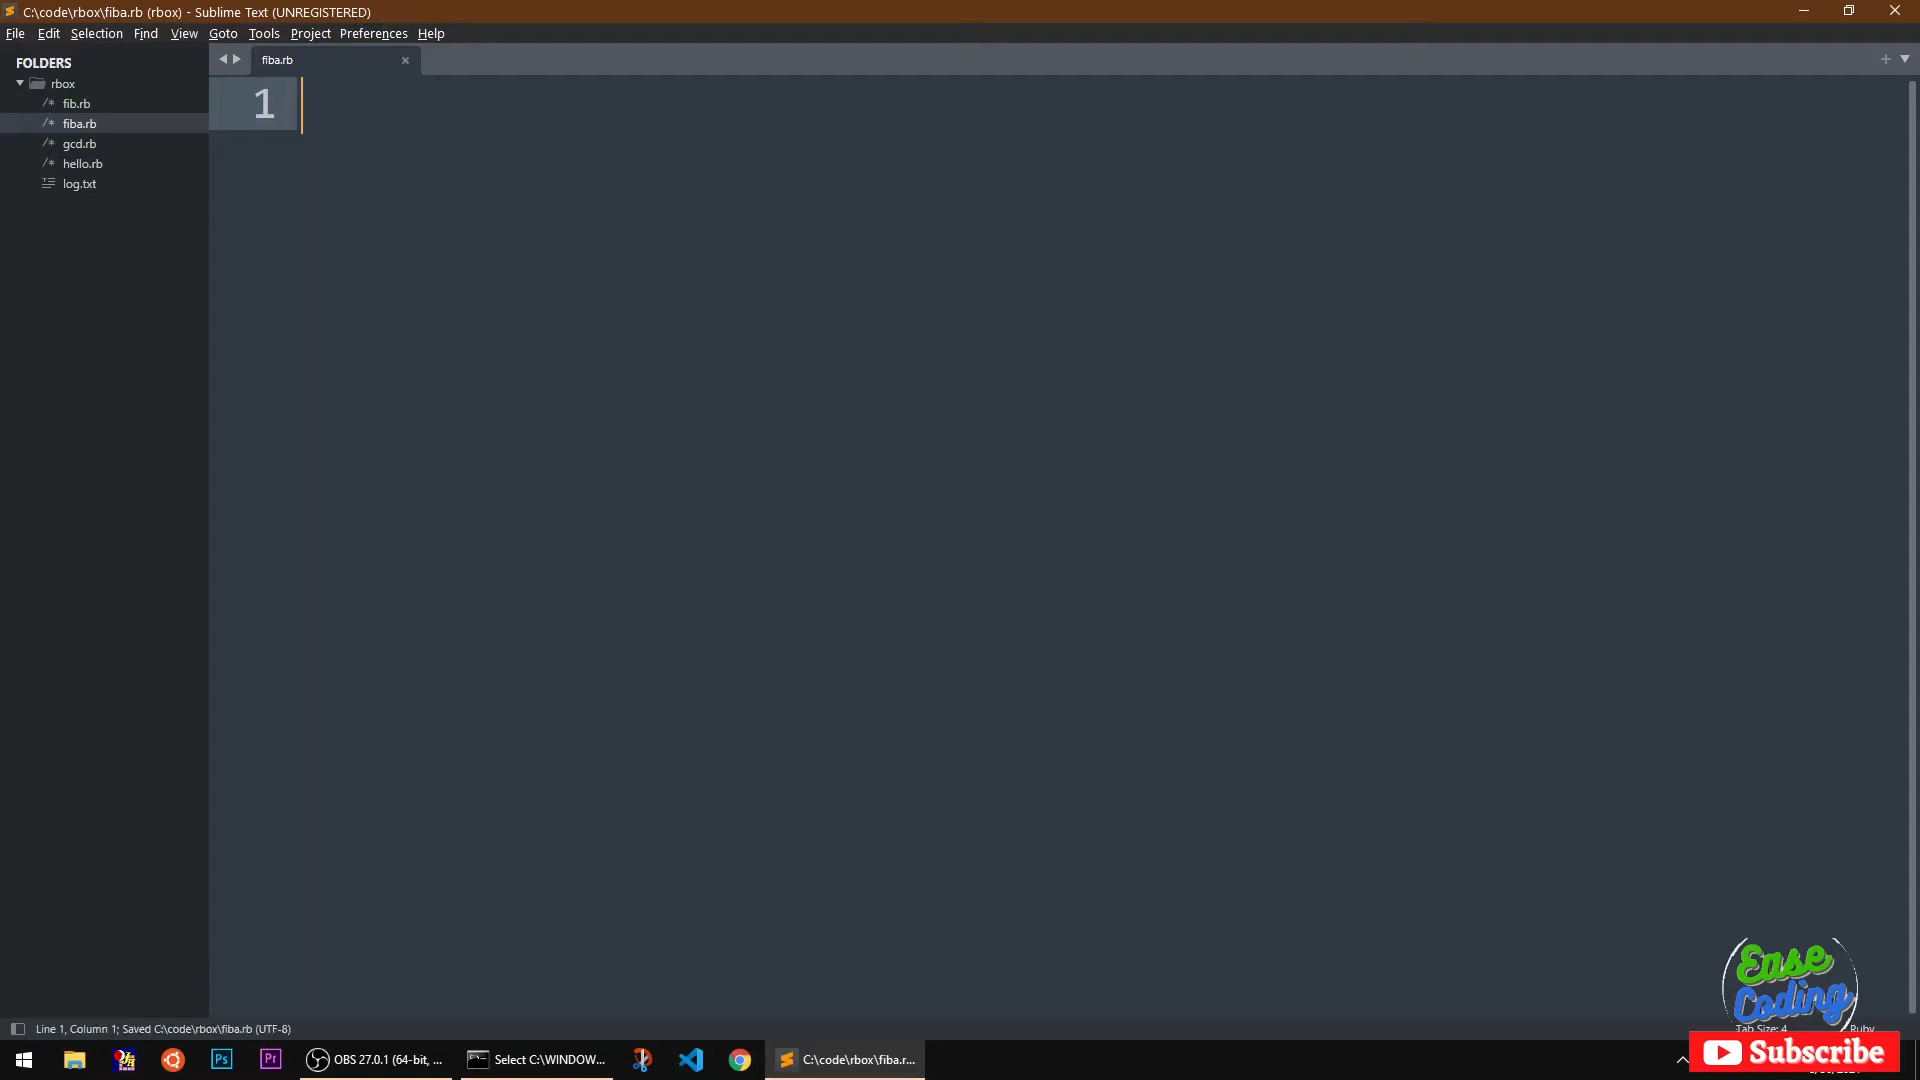 C:\code\rbox\fiba.rb (rbox) - Sublime Text (UNREGISTERED)
File Edit Selection Find View Goto Tools Project Preferences Help
FOLDERS
fiba.rb
rbox
/* fib.rb
/* fiba.rb
/* gcd.rb
/* hello.rb
log.txt
1
Ease
Coding
Line 1, Column 1; Saved C:\code\rbox\fiba.rb (UTF-8)
Tab Size: 4
Ruby
Ps
Pr
OBS 27.0.1 (64-bit, ...
Select C:\WINDOW...
C:\code\rbox\fiba.r...
Subscribe